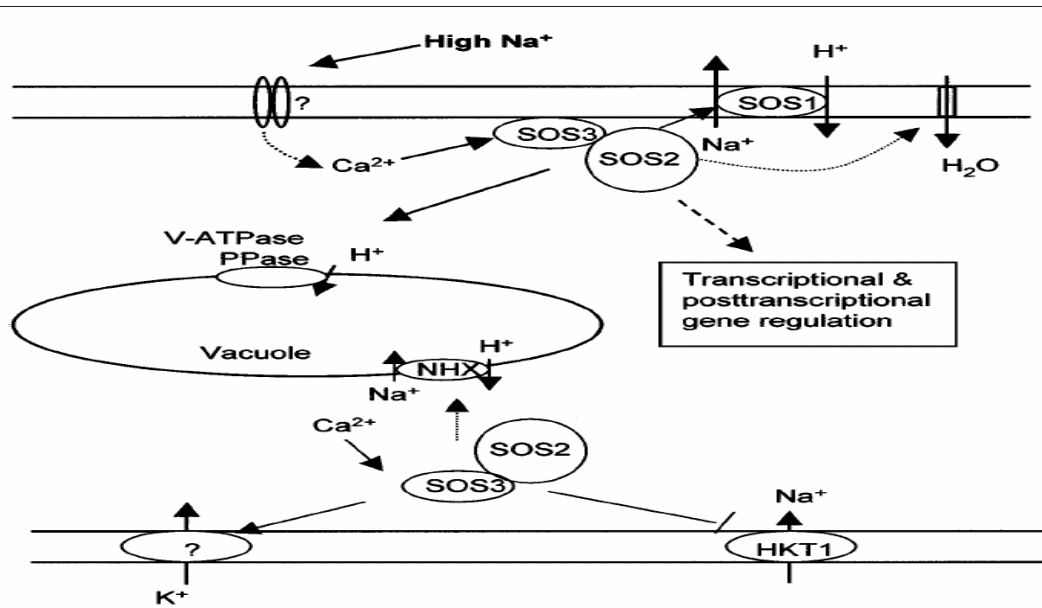 High Na⁺
H⁺
?
SOS1
SOS3
Na⁺
Ca²⁺
SOS2
H₂O
V-ATPase
PPase
H⁺
Transcriptional &
posttranscriptional
gene regulation
Vacuole
H⁺
NHX
Na⁺
Ca²⁺
SOS2
SOS3
Na⁺
?
HKT1
K⁺